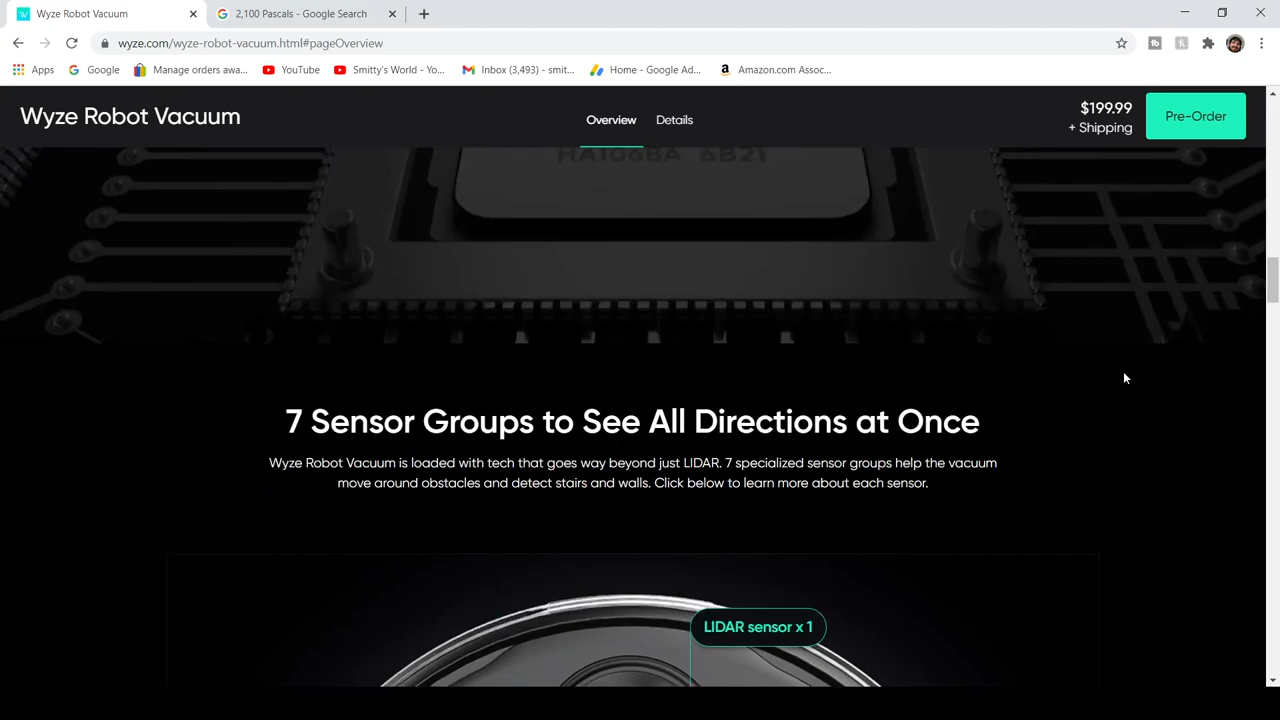 Wyze Robot Vacuum
2,100 Pascals - Google Search
wyze.com/wyze-robot-vacuum.html#pageOverview
Apps Google Manage orders awa... YouTube Smitty's World - Yo... Inbox (3,493) - smit... Home - Google Ad... Amazon.com Assoc...
Wyze Robot Vacuum
Overview Details
$199.99
+ Shipping
Pre-Order
HA106BA 6B21
7 Sensor Groups to See All Directions at Once
Wyze Robot Vacuum is loaded with tech that goes way beyond just LIDAR. 7 specialized sensor groups help the vacuum
move around obstacles and detect stairs and walls. Click below to learn more about each sensor.
LIDAR sensor x 1